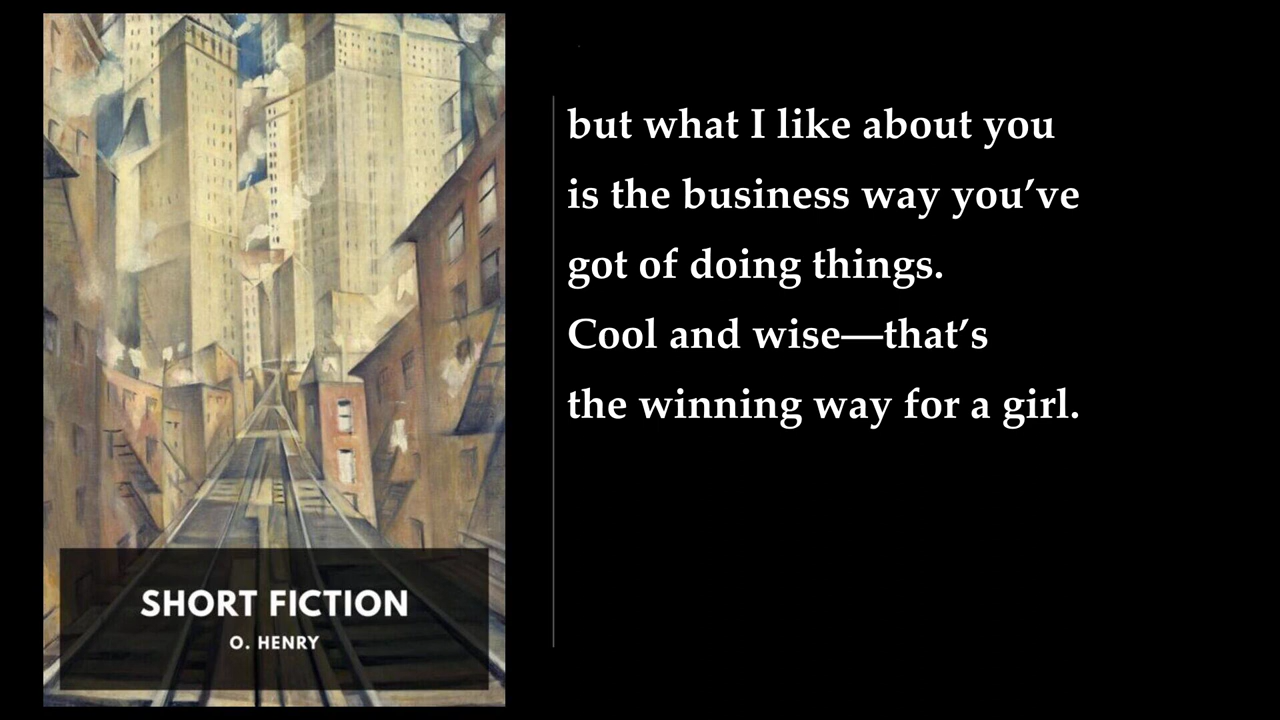 SHORT FICTION
O. HENRY
but what I like about you
is the business way you’ve
got of doing things.
Cool and wise—that’s
the winning way for a girl.